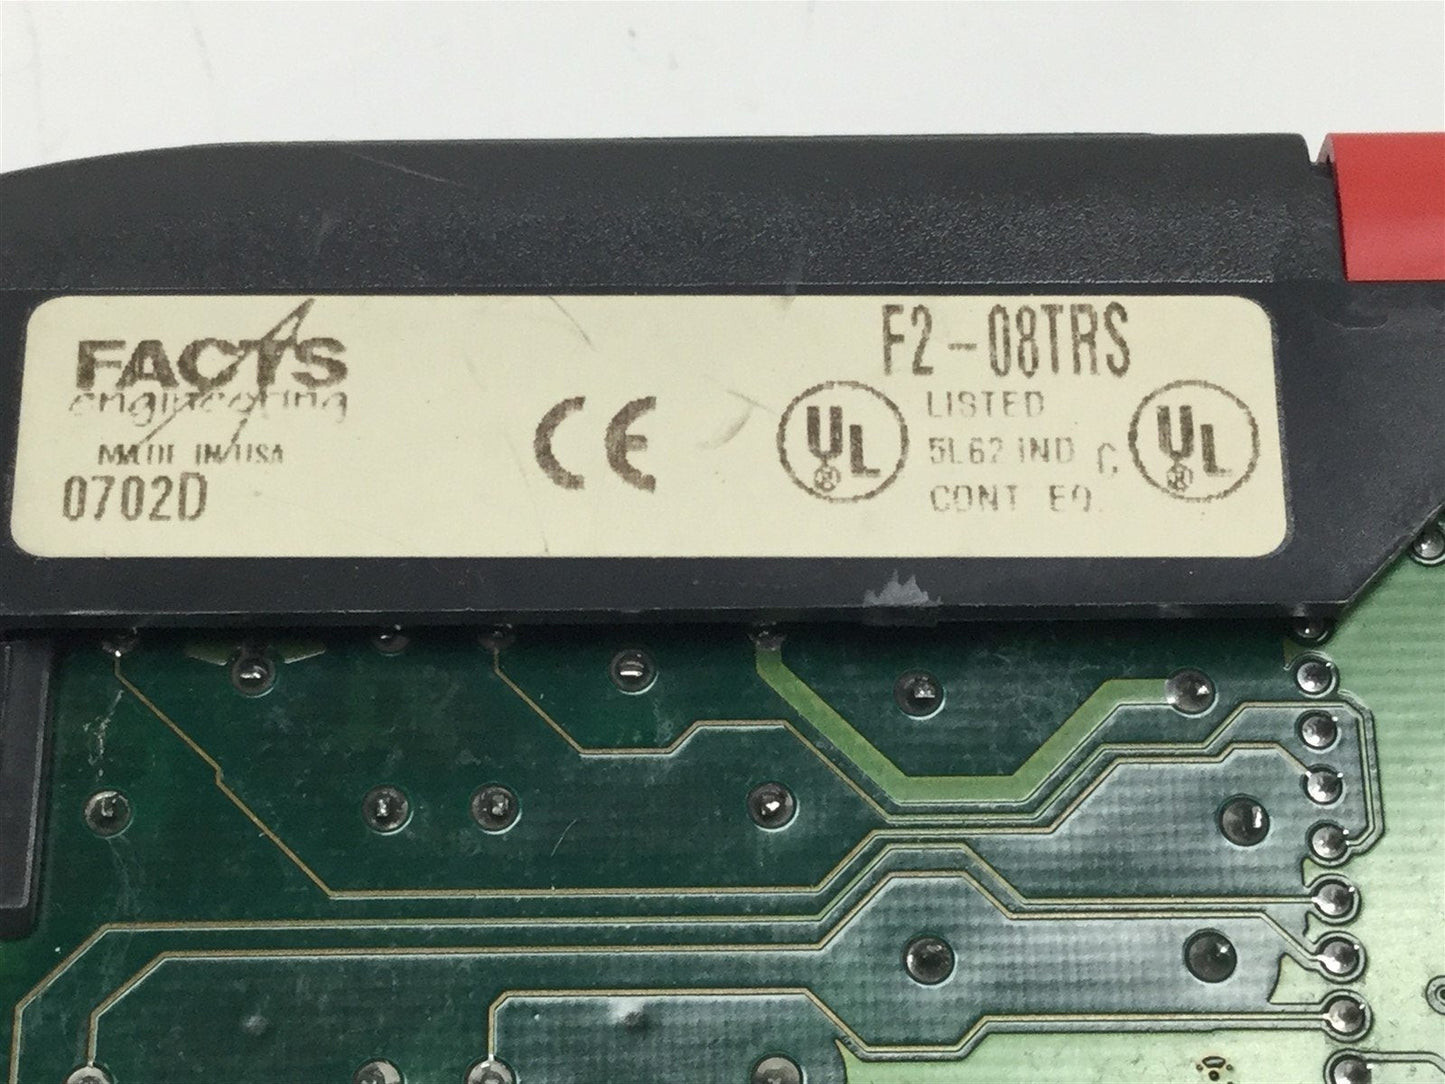 FACTS
engineering
MADE IN USA
0702D
CE
F2-08TRS
UL
LISTED
5L62 IND
CONT EQ.
C UL